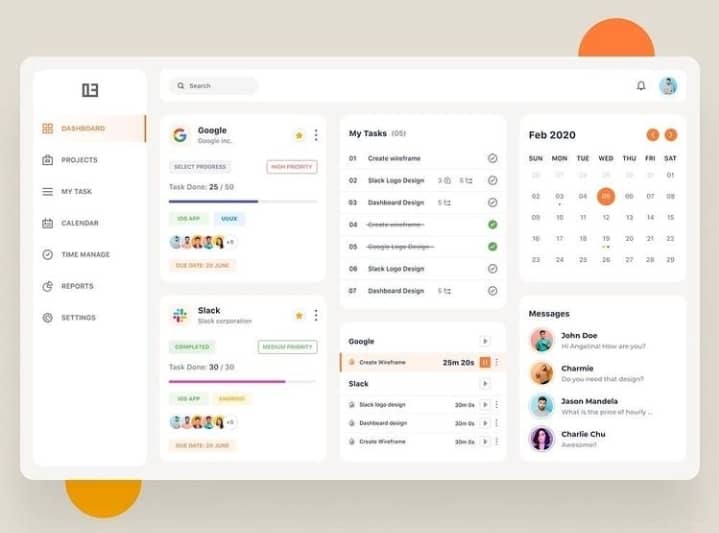 DASHBOARD
PROJECTS
MY TASK
CALENDAR
TIME MANAGE
REPORTS
SETTINGS
Search
Google
Google inc.
SELECT PROGRESS
HIGH PRIORITY
Task Done: 25 / 50
IOS APP
UI/UX
+5
DUE DATE: 20 JUNE
Slack
Slack corporation
COMPLETED
MEDIUM PRIORITY
Task Done: 30 / 30
IOS APP
ANDROID
+5
DUE DATE: 20 JUNE
My Tasks (05)
01 Create wireframe
02 Slack Logo Design 3 5
03 Dashboard Design 5
04 Create wireframe
05 Google Logo Design
06 Slack Logo Design
07 Dashboard Design 5
Google
Create Wireframe 25m 20s
Slack
Slack logo design 30m 0s
Dashboard design 30m 0s
Create Wireframe 30m 0s
Feb 2020
SUN MON TUE WED THU FRI SAT
26 27 28 29 30 31 01
02 03 04 05 06 07 08
09 10 11 12 13 14 15
16 17 18 19 20 21 22
23 24 25 26 27 28 29
Messages
John Doe
Hi Angelina! How are you?
Charmie
Do you need that design?
Jason Mandela
What is the price of hourly ...
Charlie Chu
Awesome!!